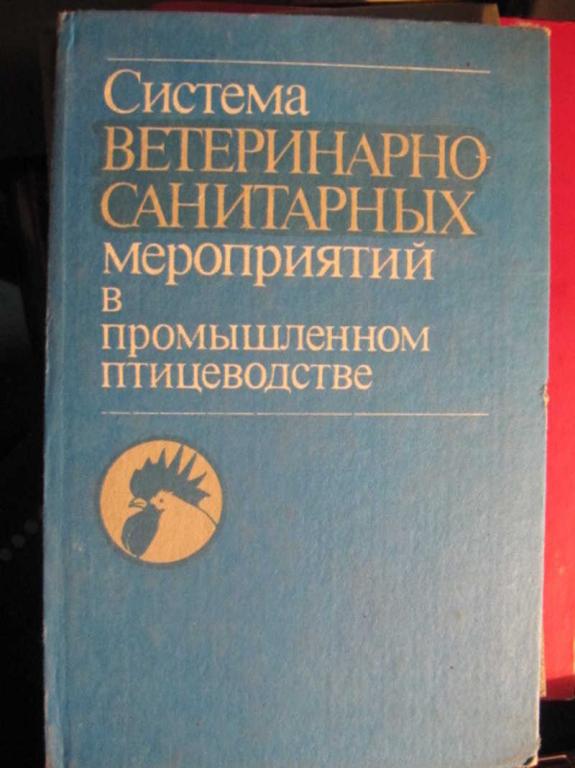 Система
ВЕТЕРИНАРНО-
САНИТАРНЫХ
мероприятий
в
промышленном
птицеводстве